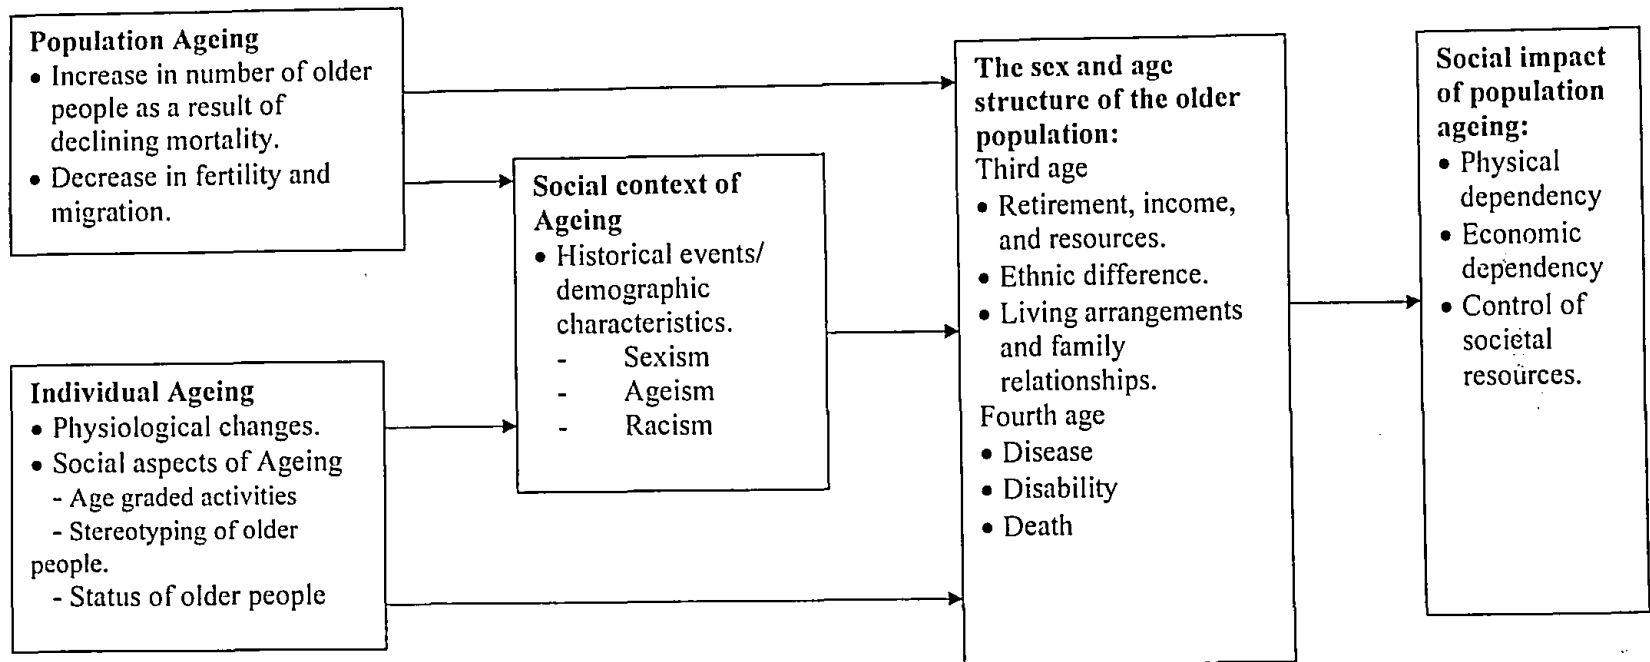 Population Ageing
• Increase in number of older
people as a result of
declining mortality.
• Decrease in fertility and
migration.
Individual Ageing
• Physiological changes.
• Social aspects of Ageing
- Age graded activities
- Stereotyping of older
people.
- Status of older people
Social context of
Ageing
• Historical events/
demographic
characteristics.
- Sexism
- Ageism
- Racism
The sex and age
structure of the older
population:
Third age
• Retirement, income,
and resources.
• Ethnic difference.
• Living arrangements
and family
relationships.
Fourth age
• Disease
• Disability
• Death
Social impact
of population
ageing:
• Physical
dependency
• Economic
dependency
• Control of
societal
resources.